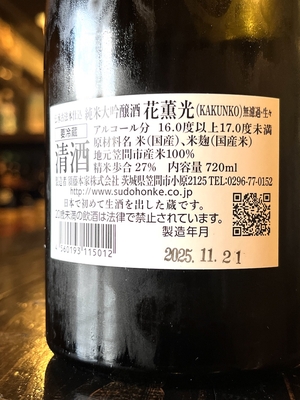 純米大吟醸酒 花薫光(KAKUNKO)無濾過・生々
要冷蔵
清酒
アルコール分 16.0度以上17.0度未満
原材料名 米(国産)、米麹(国産米)
地元笠間市産米100%
精米歩合 27% 内容量 720ml
須藤本家株式会社 茨城県笠間市小原2125 TEL0296-77-0152
http://www.sudohonke.co.jp
日本で初めて生酒を出した蔵です。
20歳未満の飲酒は法律で禁止されています。
4560193115012
製造年月
2025.11.21